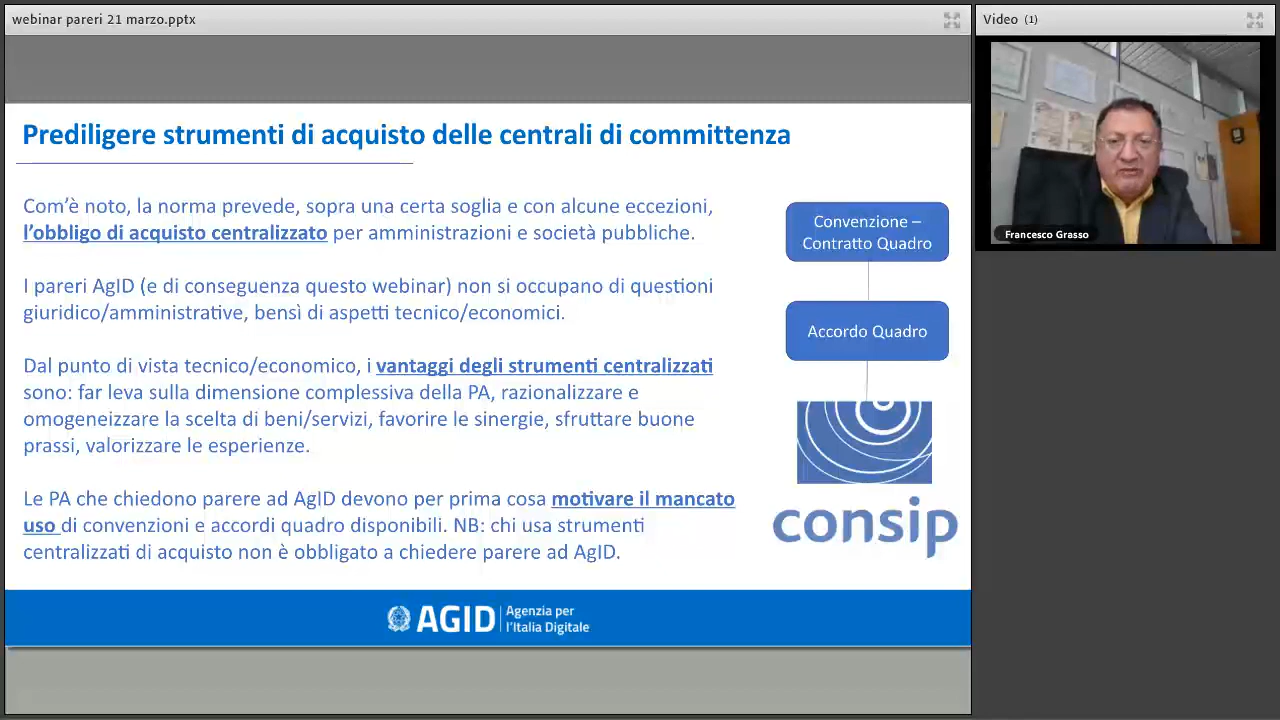 webinar pareri 21 marzo.pptx
Video (1)
Francesco Grasso
Prediligere strumenti di acquisto delle centrali di committenza
Com'è noto, la norma prevede, sopra una certa soglia e con alcune eccezioni,
l'obbligo di acquisto centralizzato per amministrazioni e società pubbliche.
I pareri AgID (e di conseguenza questo webinar) non si occupano di questioni
giuridico/amministrative, bensì di aspetti tecnico/economici.
Dal punto di vista tecnico/economico, i vantaggi degli strumenti centralizzati
sono: far leva sulla dimensione complessiva della PA, razionalizzare e
omogeneizzare la scelta di beni/servizi, favorire le sinergie, sfruttare buone
prassi, valorizzare le esperienze.
Le PA che chiedono parere ad AgID devono per prima cosa motivare il mancato
uso di convenzioni e accordi quadro disponibili. NB: chi usa strumenti
centralizzati di acquisto non è obbligato a chiedere parere ad AgID.
Convenzione –
Contratto Quadro
Accordo Quadro
consip
AGID
Agenzia per
l'Italia Digitale